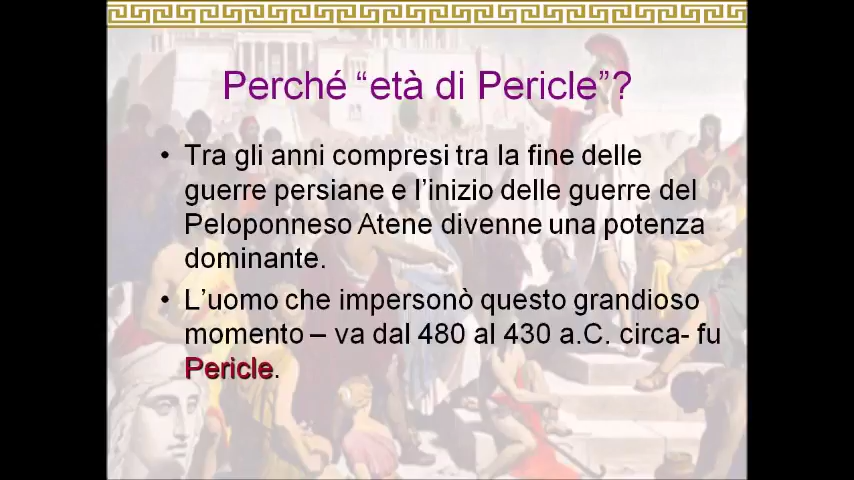 Perché “età di Pericle”?
• Tra gli anni compresi tra la fine delle
guerre persiane e l’inizio delle guerre del
Peloponneso Atene divenne una potenza
dominante.
• L’uomo che impersonò questo grandioso
momento – va dal 480 al 430 a.C. circa- fu
Pericle.